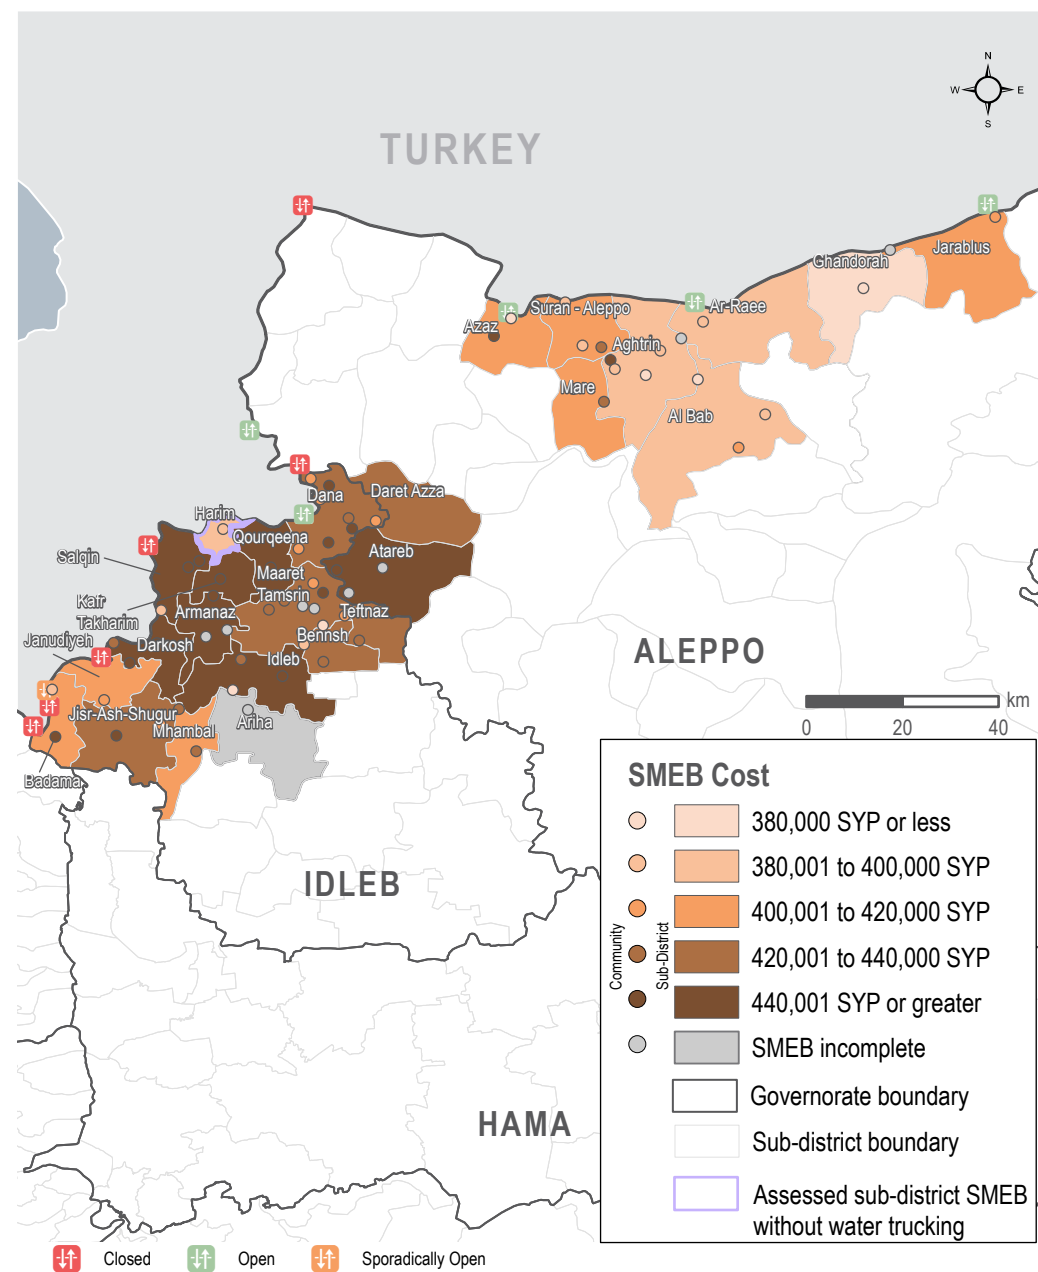 N
W E
S
TURKEY
Jarablus
Ghandorah
Ar-Raee
Suran - Aleppo
Azaz
Aghtrin
Mare
Al Bab
Dana
Daret Azza
Harim
Qourqeena
Atareb
Salqin
Maaret
Tamsrin
Kafr
Takharim
Armanaz
Teftnaz
Janudiyeh
Darkosh
Bennsh
Idleb
ALEPPO
Jisr-Ash-Shugur
Ariha
Mhambal
Badama
km
0 20 40
IDLEB
HAMA
SMEB Cost
Community
Sub-District
380,000 SYP or less
380,001 to 400,000 SYP
400,001 to 420,000 SYP
420,001 to 440,000 SYP
440,001 SYP or greater
SMEB incomplete
Governorate boundary
Sub-district boundary
Assessed sub-district SMEB
without water trucking
Closed Open Sporadically Open